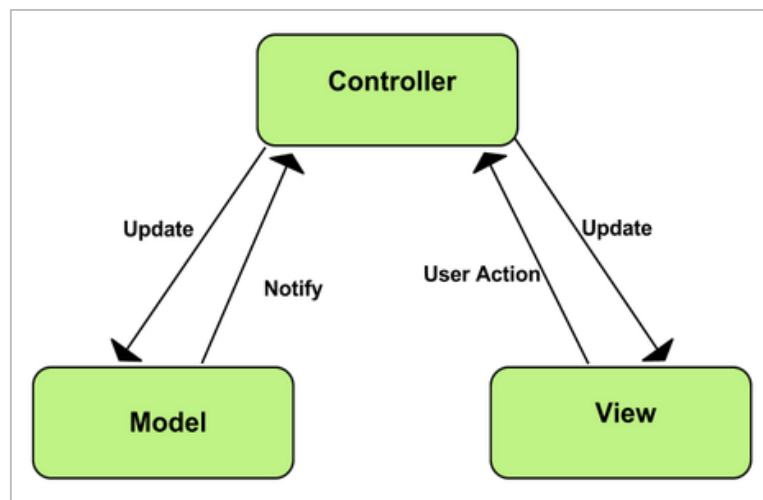 Controller
Update
Update
User Action
Notify
Model
View